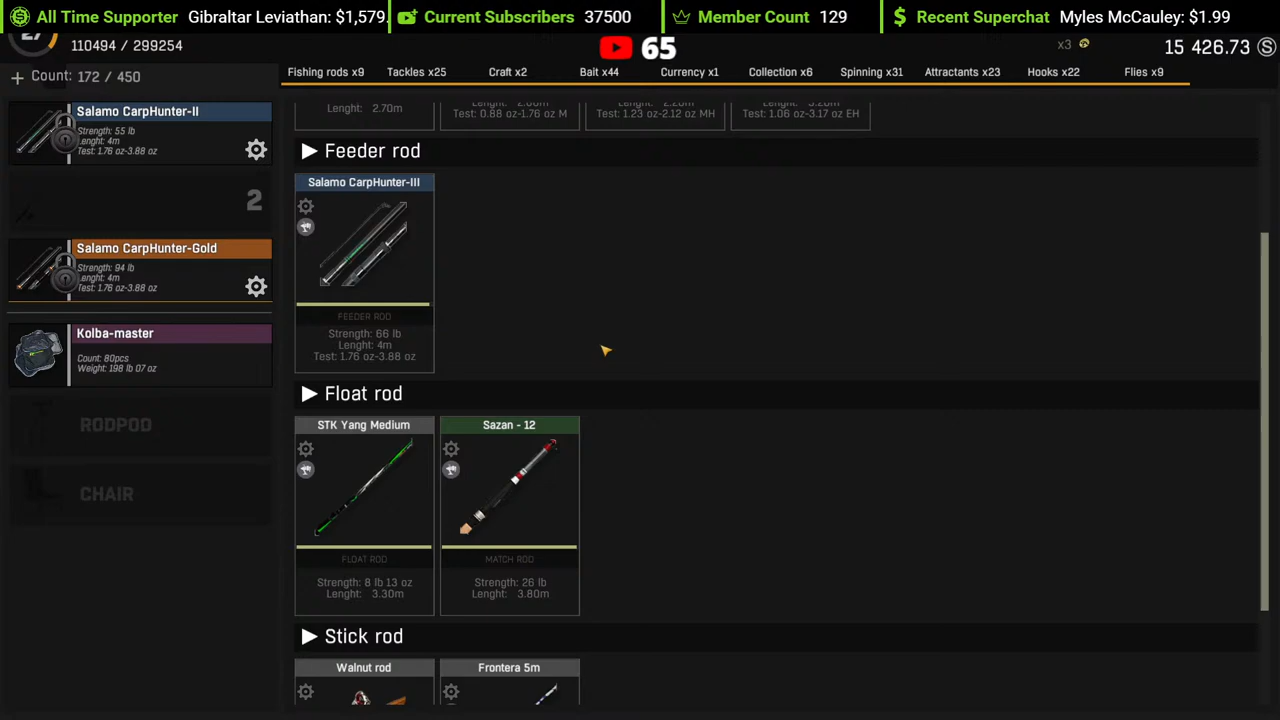 All Time Supporter Gibraltar Leviathan: $1,579.
Current Subscribers 37500
Member Count 129
Recent Superchat Myles McCauley: $1.99
27
110494 / 299254
65
x3
15 426.73
Count: 172 / 450
Fishing rods x9 Tackles x25 Craft x2 Bait x44 Currency x1 Collection x6 Spinning x31 Attractants x23 Hooks x22 Flies x9
Salamo CarpHunter-II
Strength: 55 lb
Lenght: 4m
Test: 1.76 oz-3.88 oz
2
Salamo CarpHunter-Gold
Strength: 94 lb
Lenght: 4m
Test: 1.76 oz-3.88 oz
Kolba-master
Count: 80pcs
Weight: 198 lb 07 oz
RODPOD
CHAIR
Lenght: 2.70m
Test: 0.88 oz-1.76 oz M
Test: 1.23 oz-2.12 oz MH
Test: 1.06 oz-3.17 oz EH
Feeder rod
Salamo CarpHunter-III
FEEDER ROD
Strength: 66 lb
Lenght: 4m
Test: 1.76 oz-3.88 oz
Float rod
STK Yang Medium
FLOAT ROD
Strength: 8 lb 13 oz
Lenght: 3.30m
Sazan - 12
MATCH ROD
Strength: 26 lb
Lenght: 3.80m
Stick rod
Walnut rod
Frontera 5m